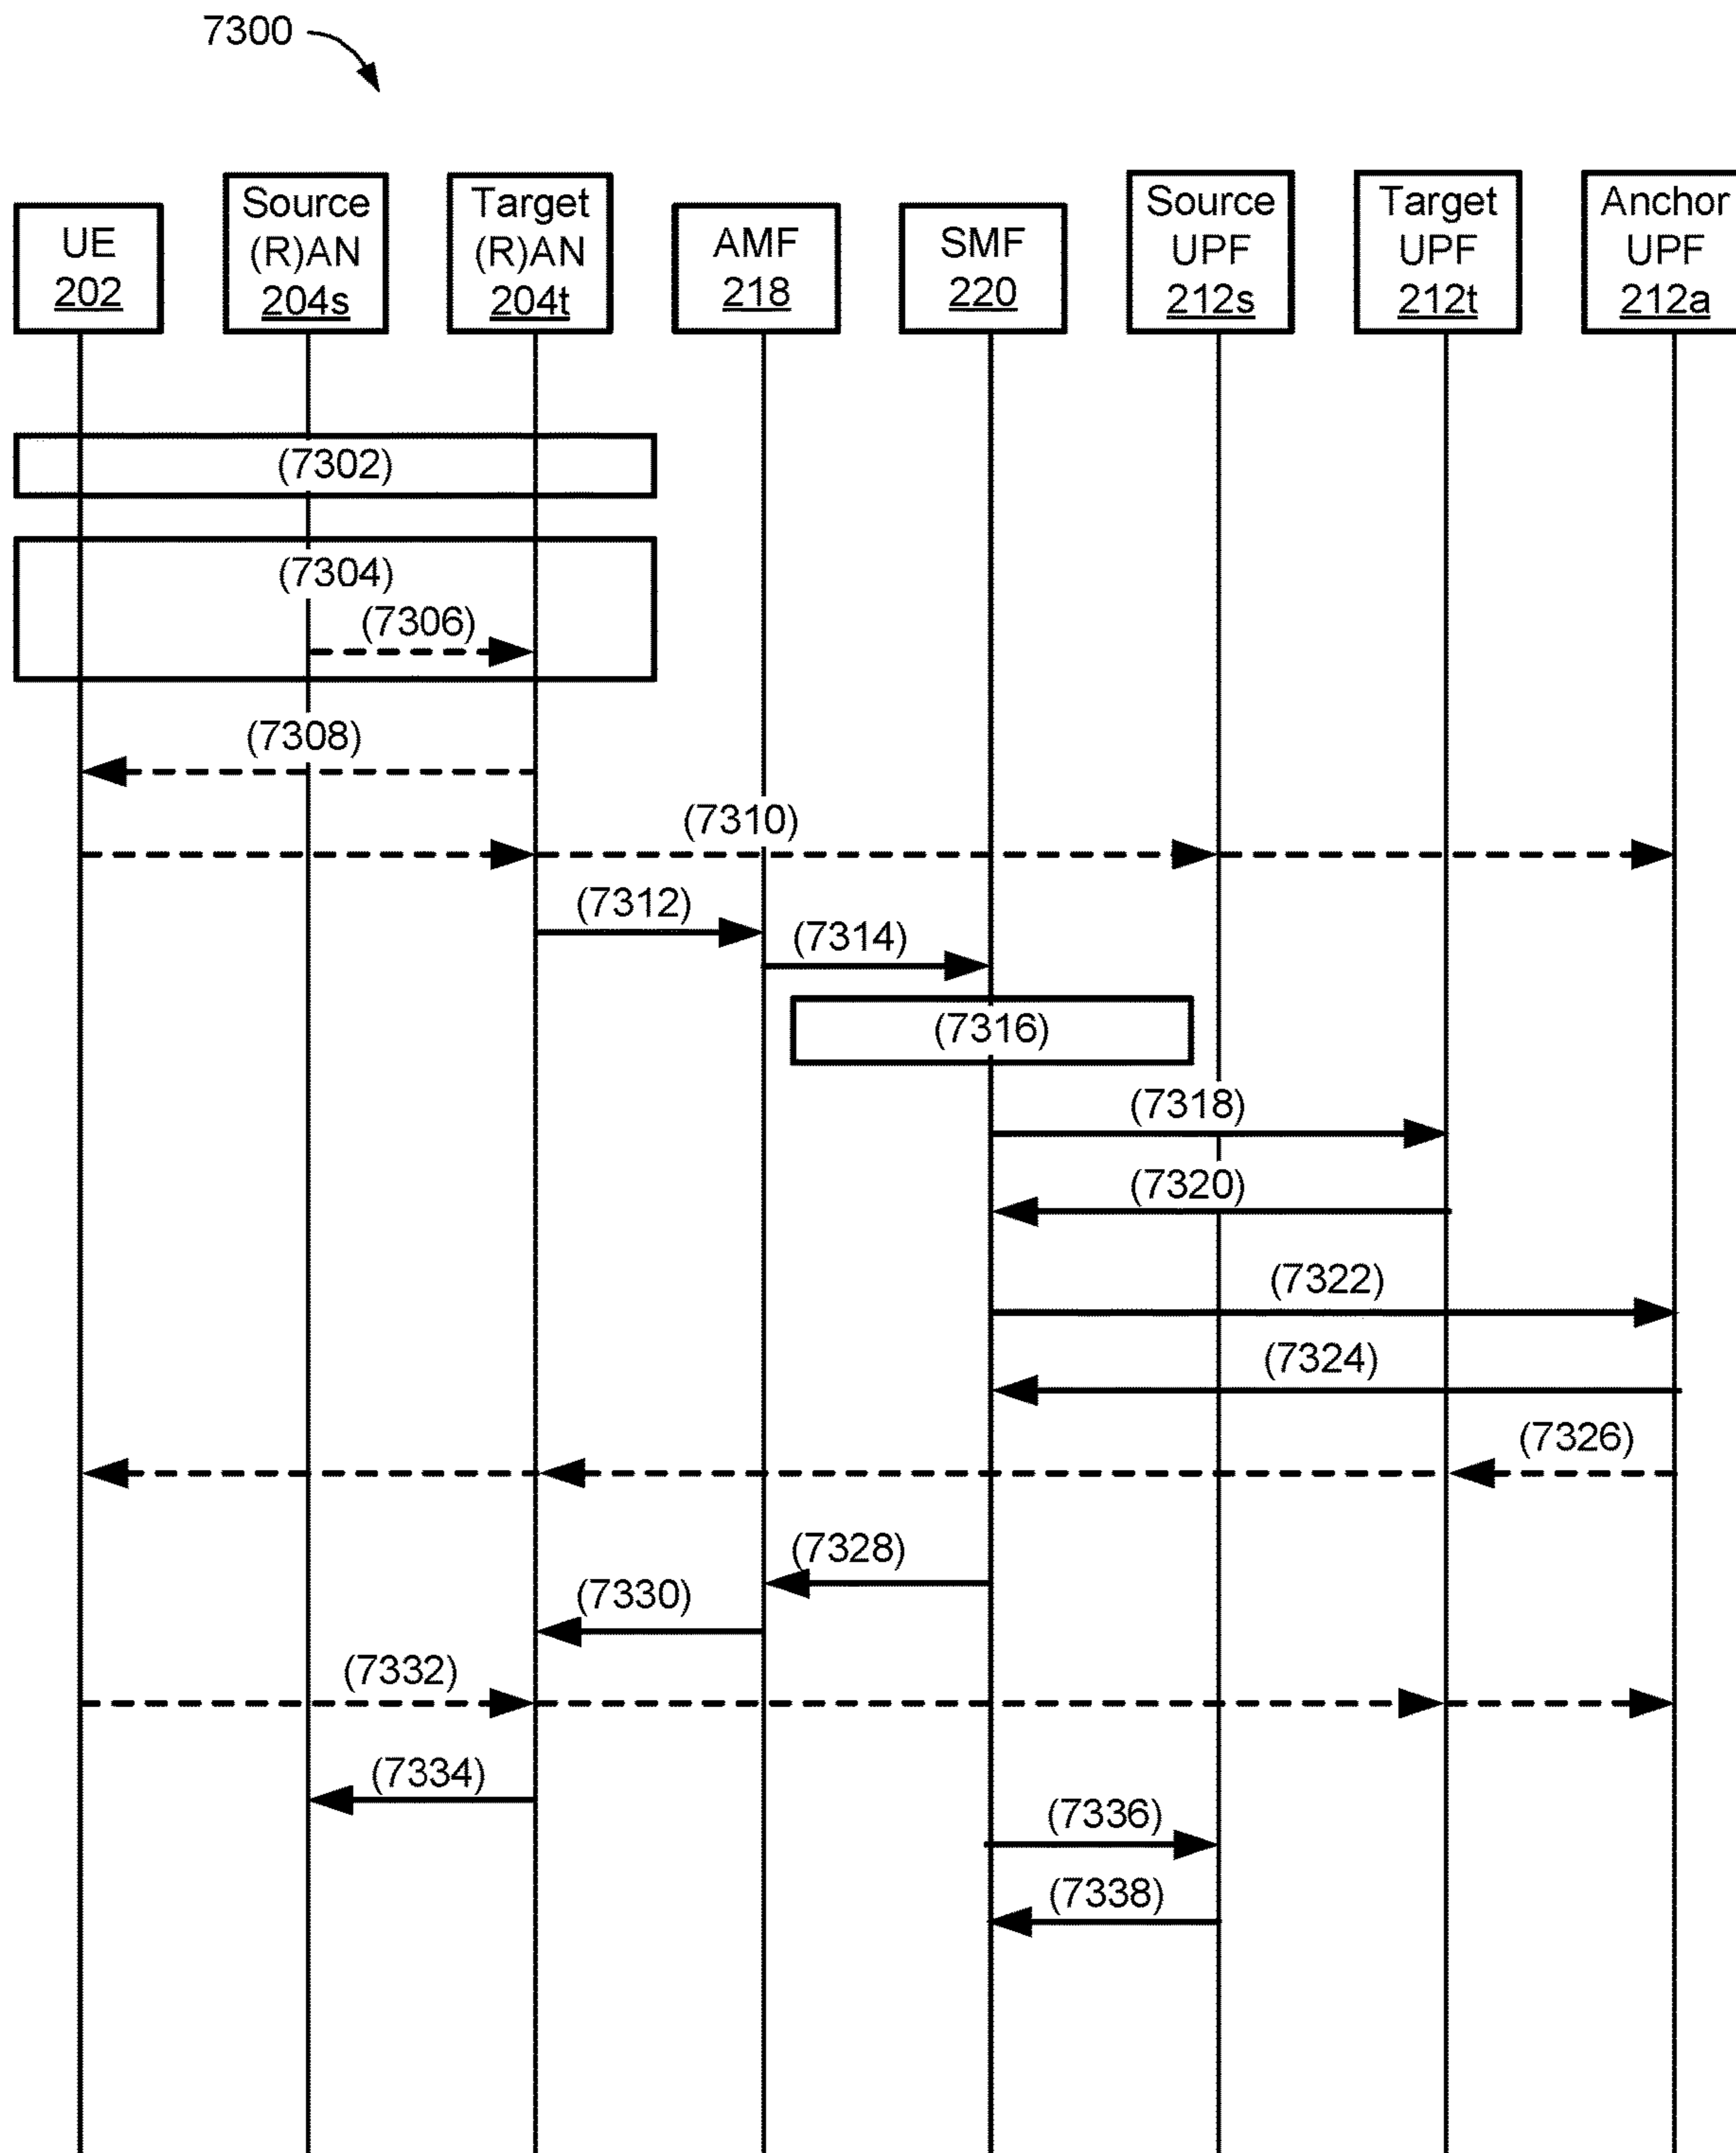 7300
UE
202
Source
(R)AN
204s
Target
(R)AN
204t
AMF
218
SMF
220
Source
UPF
212s
Target
UPF
212t
Anchor
UPF
212a
(7302)
(7304)
(7306)
(7308)
(7310)
(7312)
(7314)
(7316)
(7318)
(7320)
(7322)
(7324)
(7326)
(7328)
(7330)
(7332)
(7334)
(7336)
(7338)